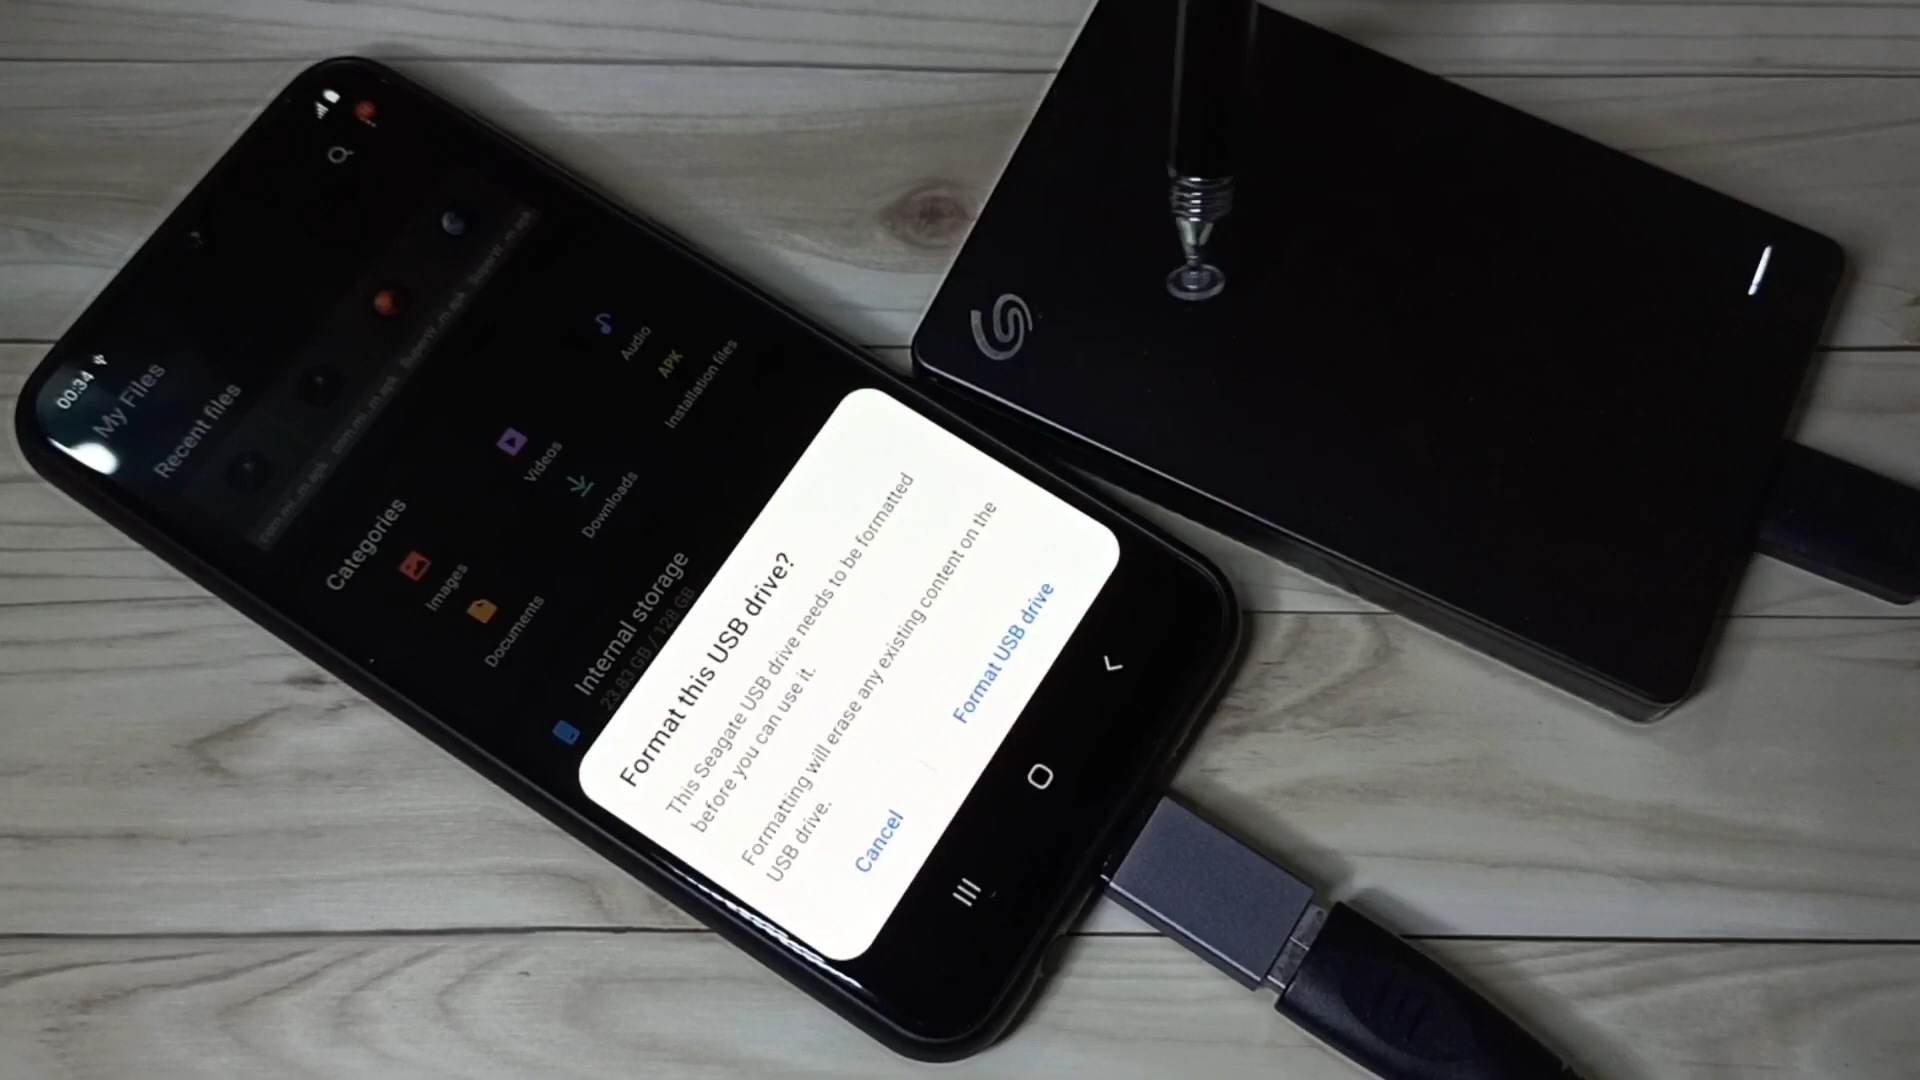 00:34
My Files
Recent files
Categories
Images
Videos
Audio
Documents
Downloads
APK
Installation files
Internal storage
23.83 GB / 128 GB
Format this USB drive?
This Seagate USB drive needs to be formatted
before you can use it.
Formatting will erase any existing content on the
USB drive.
Cancel
Format USB drive